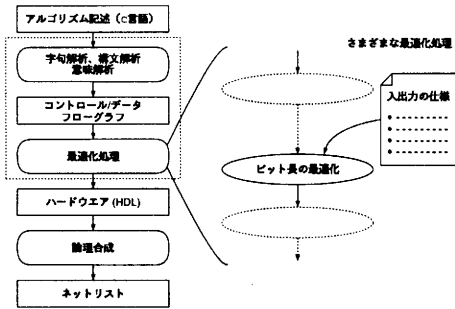 アルゴリズム記述（C言語）
字句解析、構文解析
意味解析
コントロール/データ
フローグラフ
最適化処理
ハードウエア (HDL)
論理合成
ネットリスト
さまざまな最適化処理
入出力の仕様
ビット長の最適化